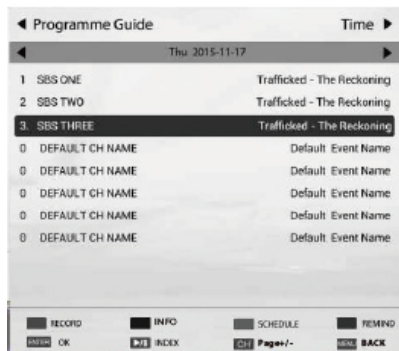 Programme Guide Time
Thu 2015-11-17
1 SBS ONE Trafficked - The Reckoning
2 SBS TWO Trafficked - The Reckoning
3. SBS THREE Trafficked - The Reckoning
0 DEFAULT CH NAME Default Event Name
0 DEFAULT CH NAME Default Event Name
0 DEFAULT CH NAME Default Event Name
0 DEFAULT CH NAME Default Event Name
0 DEFAULT CH NAME Default Event Name
RECORD INFO SCHEDULE REMIND
ENTER OK INDEX CH Page+/- MENU BACK